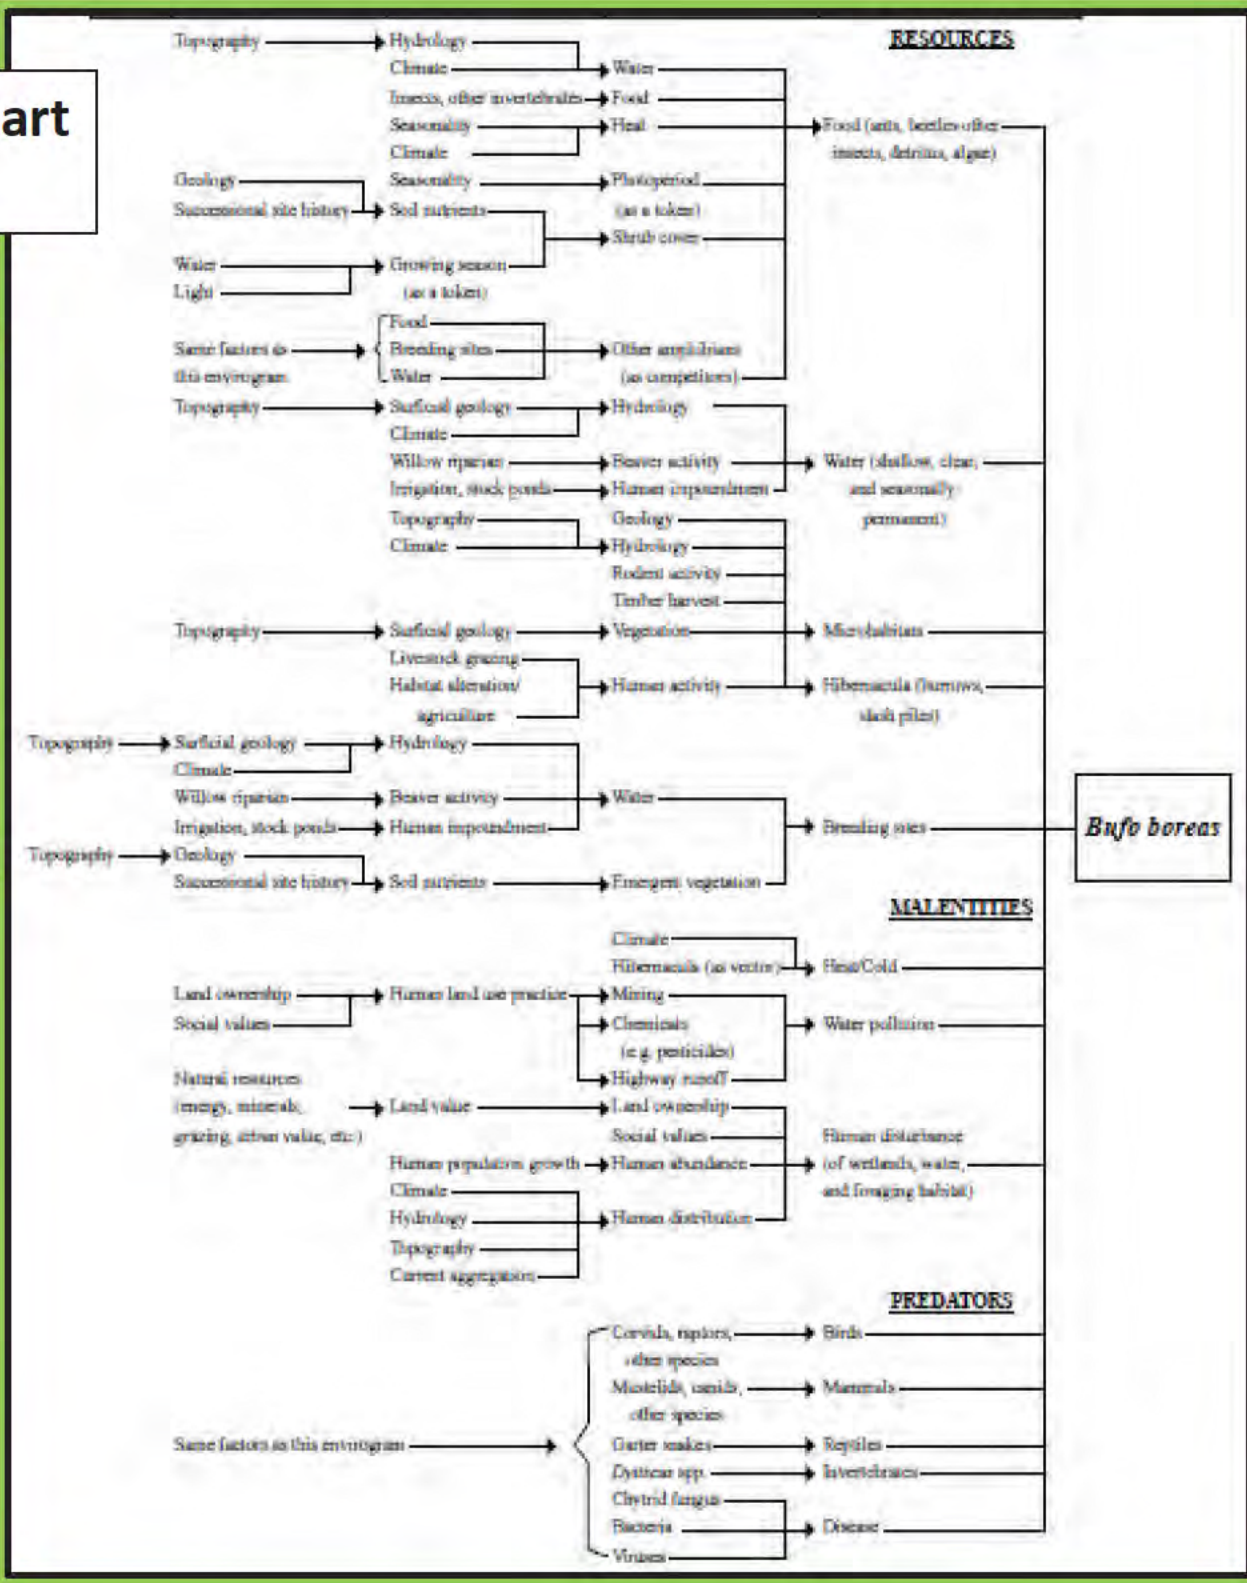 art
RESOURCES
Topography Hydrology
Climate Water
Insects, other invertebrates Food
Seasonality Heat Food (ants, beetles other
Climate insects, detritus, algae)
Geology Seasonality Photoperiod
Successional site history Soil nutrients (as a token)
Shrub cover
Water Growing season
Light (as a token)
Food
Same factors as Breeding sites Other amphibians
this envirogram Water (as competitors)
Topography Surficial geology Hydrology
Climate
Willow riparian Beaver activity Water (shallow, clear,
Irrigation, stock ponds Human impoundment and seasonally
Topography Geology permanent)
Climate Hydrology
Rodent activity
Timber harvest
Topography Surficial geology Vegetation Microhabitats
Livestock grazing
Habitat alteration/ Human activity Hibernacula (burrows,
agriculture slash piles)
Topography Surficial geology Hydrology
Climate
Willow riparian Beaver activity Water
Irrigation, stock ponds Human impoundment Breeding sites Bufo boreas
Topography Geology
Successional site history Soil nutrients Emergent vegetation
MALENTITIES
Climate
Hibernacula (as vector) Heat/Cold
Land ownership Human land use practice Mining
Social values Chemicals Water pollution
(e.g. pesticides)
Natural resources Highway runoff
(energy, minerals, Land value Land ownership
grazing, urban value, etc.) Social values Human disturbance
Human population growth Human abundance (of wetlands, water,
Climate and foraging habitat)
Hydrology Human distribution
Topography
Current aggregation
PREDATORS
Corvids, raptors, Birds
other species
Mustelids, canids, Mammals
other species
Same factors as this envirogram Garter snakes Reptiles
Dytiscus spp. Invertebrates
Chytrid fungus
Bacteria Disease
Viruses